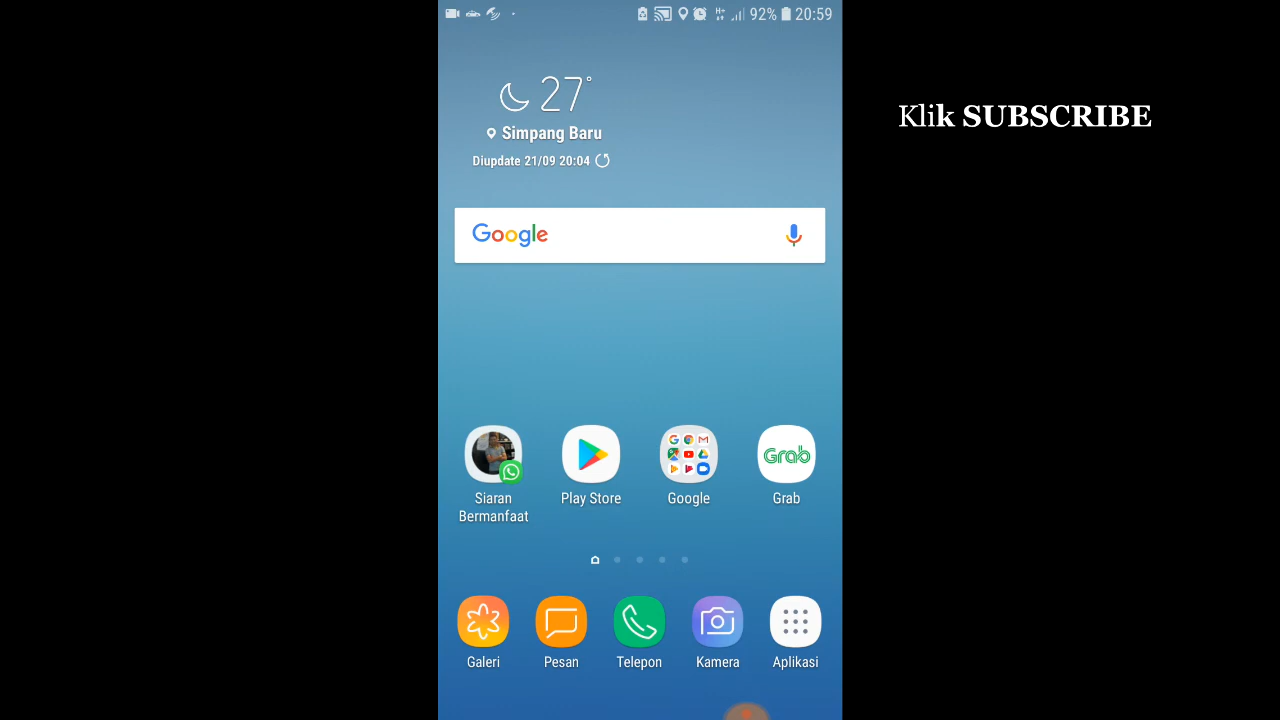 92% 20:59
Klik SUBSCRIBE
27°
Simpang Baru
Diupdate 21/09 20:04
Google
Grab
Siaran
Bermanfaat
Play Store
Google
Grab
Galeri
Pesan
Telepon
Kamera
Aplikasi